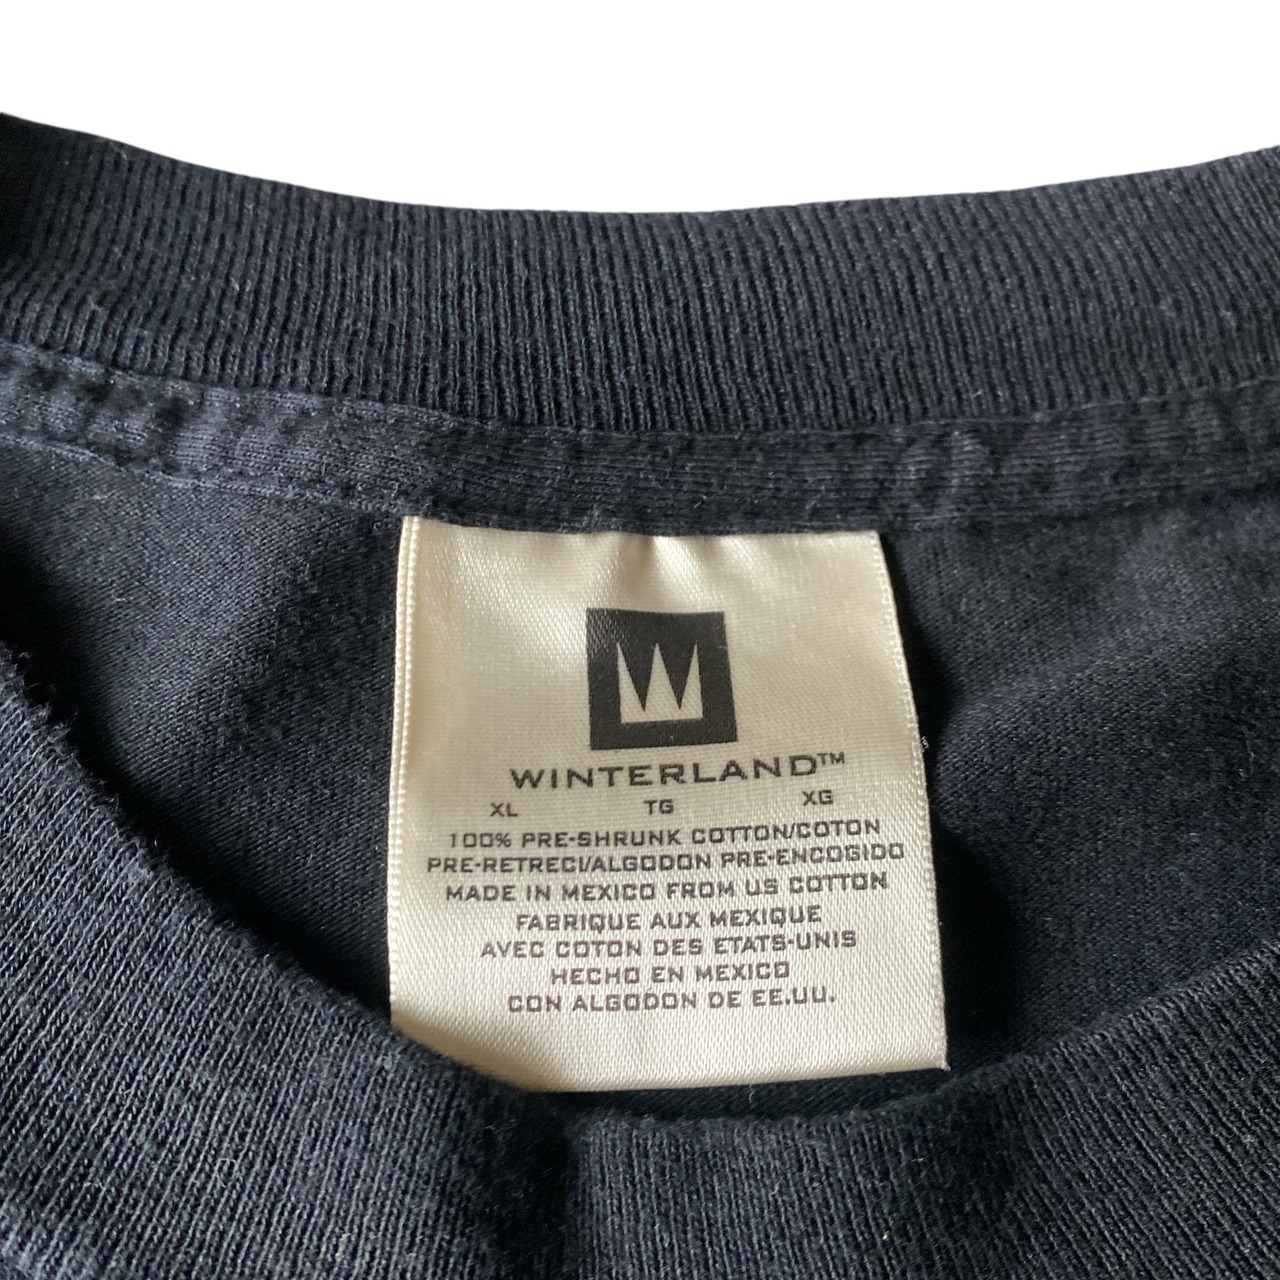 WINTERLAND™
XL TG XG
100% PRE-SHRUNK COTTON/COTON
PRE-RETRECI/ALGODON PRE-ENCOGIDO
MADE IN MEXICO FROM US COTTON
FABRIQUE AUX MEXIQUE
AVEC COTON DES ETATS-UNIS
HECHO EN MEXICO
CON ALGODON DE EE.UU.